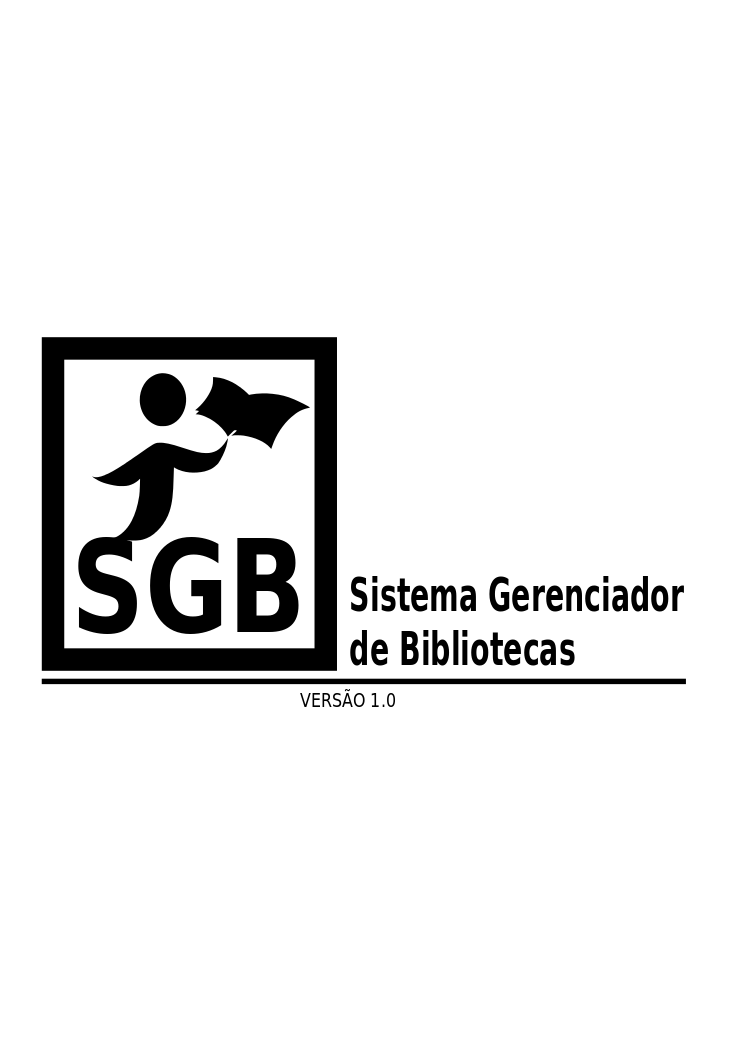 SGB
Sistema Gerenciador
de Bibliotecas
VERSÃO 1.0